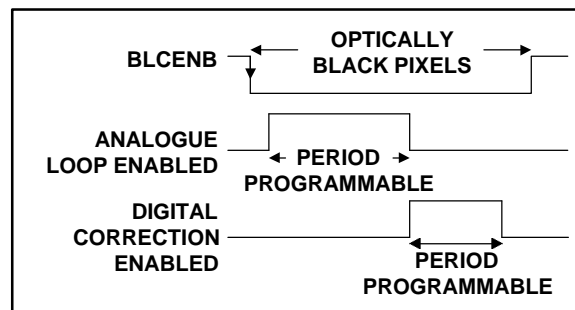 BLCENB
OPTICALLY
BLACK PIXELS
ANALOGUE
LOOP ENABLED
PERIOD
PROGRAMMABLE
DIGITAL
CORRECTION
ENABLED
PERIOD
PROGRAMMABLE